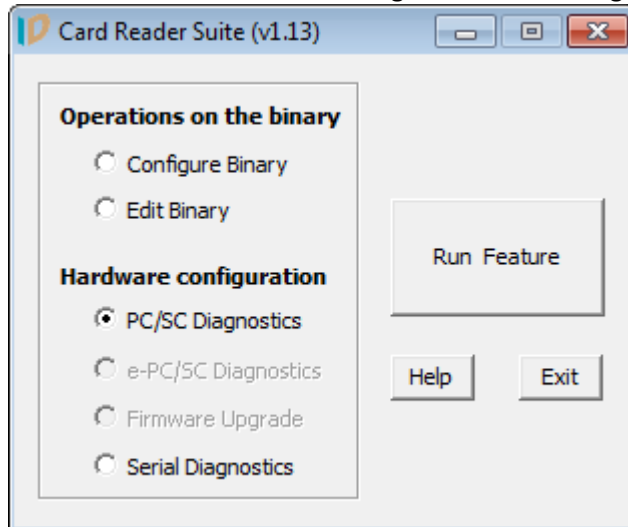 Card Reader Suite (v1.13)
Operations on the binary
Configure Binary
Edit Binary
Hardware configuration
PC/SC Diagnostics
e-PC/SC Diagnostics
Firmware Upgrade
Serial Diagnostics
Run Feature
Help
Exit